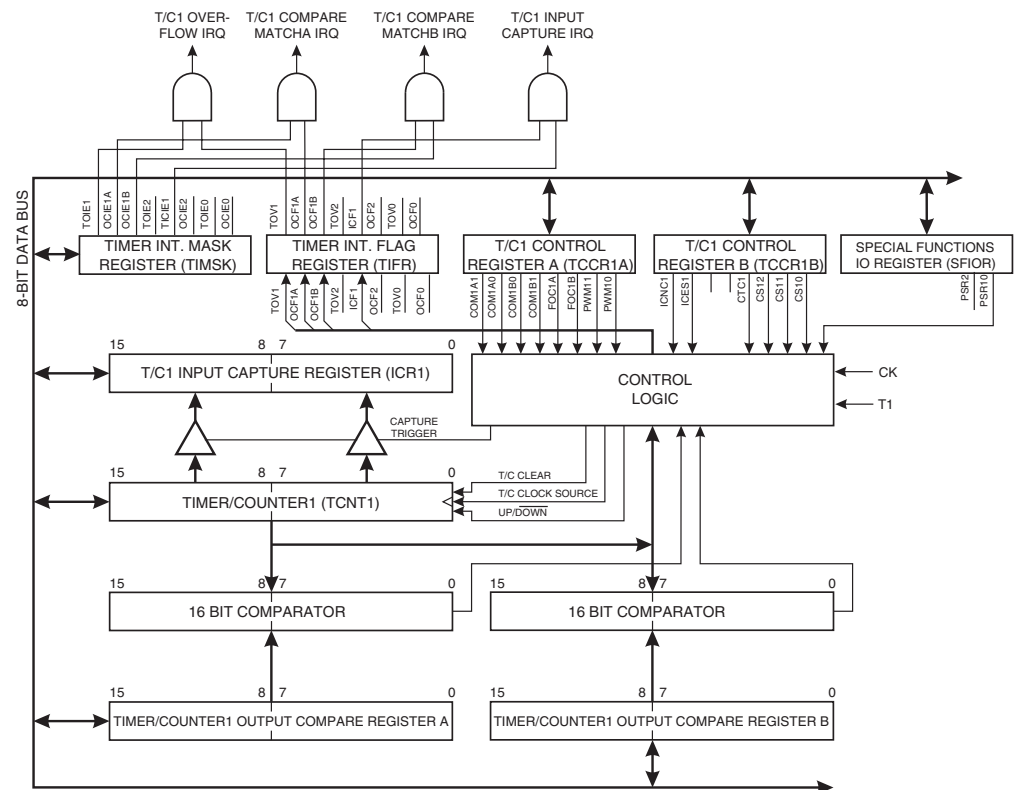 T/C1 OVER-
FLOW IRQ
T/C1 COMPARE
MATCHA IRQ
T/C1 COMPARE
MATCHB IRQ
T/C1 INPUT
CAPTURE IRQ
8-BIT DATA BUS
TOIE1
OCIE1A
OCIE1B
TOIE2
TICIE1
OCIE2
TOIE0
OCIE0
TOV1
OCF1A
OCF1B
TOV2
ICF1
OCF2
TOV0
OCF0
TIMER INT. MASK
REGISTER (TIMSK)
TIMER INT. FLAG
REGISTER (TIFR)
T/C1 CONTROL
REGISTER A (TCCR1A)
T/C1 CONTROL
REGISTER B (TCCR1B)
SPECIAL FUNCTIONS
IO REGISTER (SFIOR)
TOV1
OCF1A
OCF1B
TOV2
ICF1
OCF2
TOV0
OCF0
COM1A1
COM1A0
COM1B0
COM1B1
FOC1A
FOC1B
PWM11
PWM10
ICNC1
ICES1
CTC1
CS12
CS11
CS10
PSR2
PSR10
15 8 7 0
T/C1 INPUT CAPTURE REGISTER (ICR1)
CONTROL
LOGIC
CK
T1
CAPTURE
TRIGGER
15 8 7 0
TIMER/COUNTER1 (TCNT1)
T/C CLEAR
T/C CLOCK SOURCE
UP/DOWN
15 8 7 0
16 BIT COMPARATOR
15 8 7 0
16 BIT COMPARATOR
15 8 7 0
TIMER/COUNTER1 OUTPUT COMPARE REGISTER A
15 8 7 0
TIMER/COUNTER1 OUTPUT COMPARE REGISTER B